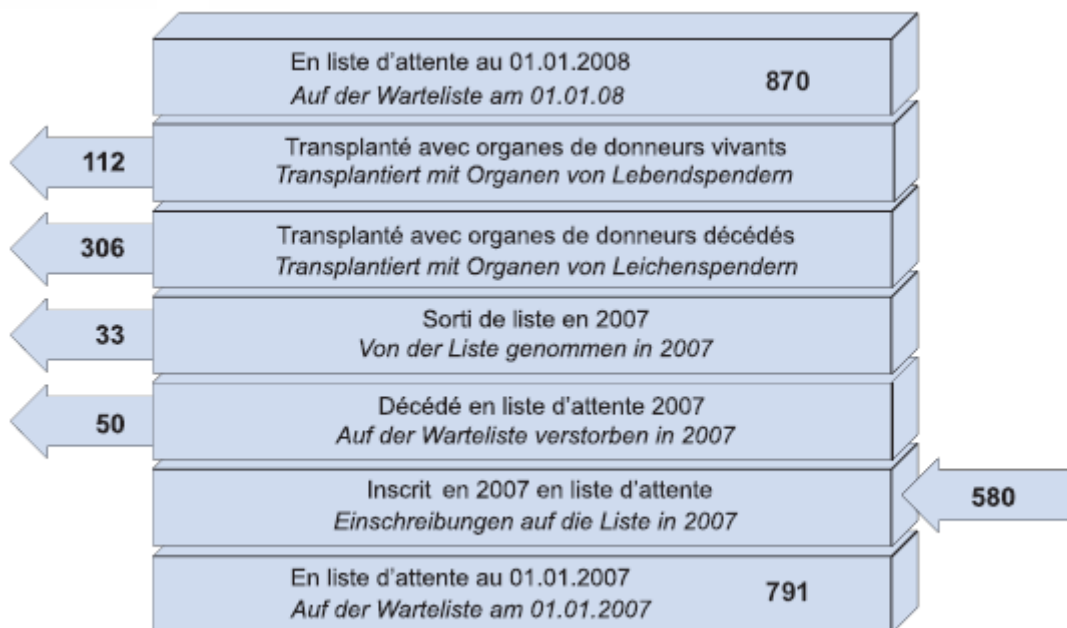 En liste d'attente au 01.01.2008
Auf der Warteliste am 01.01.08
870
112
Transplanté avec organes de donneurs vivants
Transplantiert mit Organen von Lebendspendern
306
Transplanté avec organes de donneurs décédés
Transplantiert mit Organen von Leichenspendern
33
Sorti de liste en 2007
Von der Liste genommen in 2007
50
Décédé en liste d'attente 2007
Auf der Warteliste verstorben in 2007
Inscrit en 2007 en liste d'attente
Einschreibungen auf die Liste in 2007
580
En liste d'attente au 01.01.2007
Auf der Warteliste am 01.01.2007
791